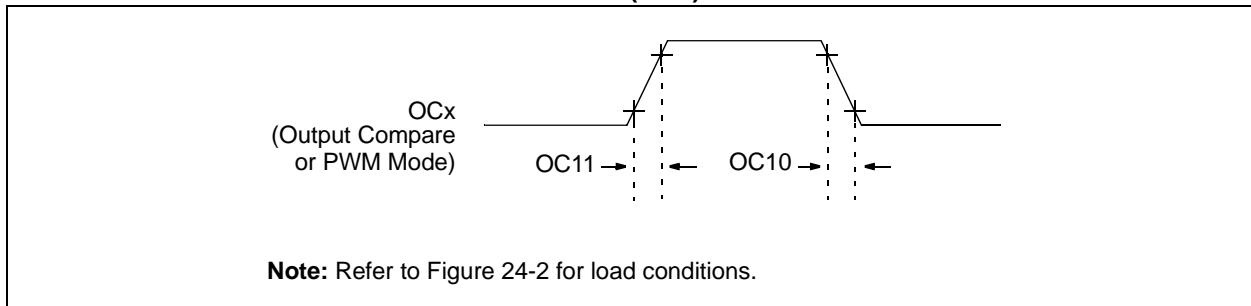 OCx
(Output Compare
or PWM Mode)
OC11
OC10
Note: Refer to Figure 24-2 for load conditions.